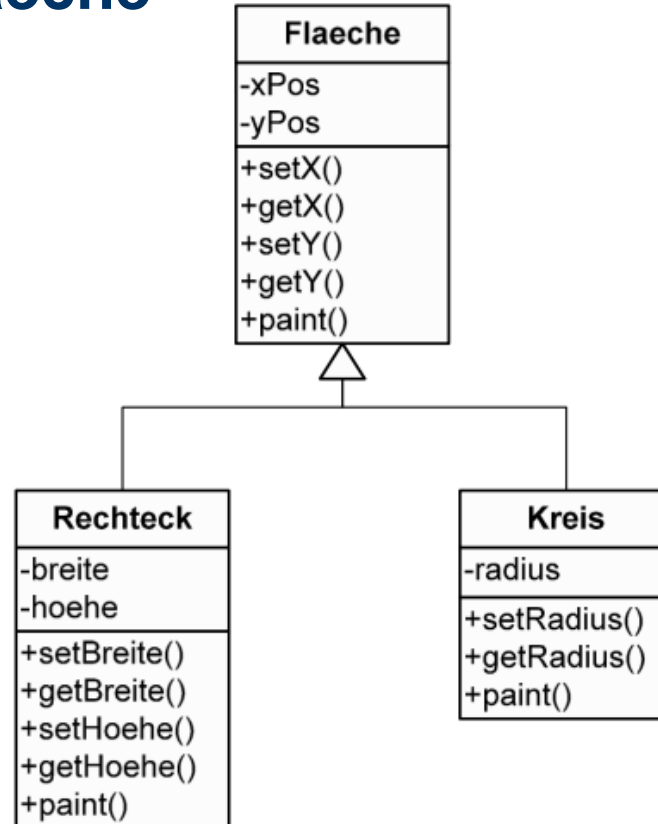 Flaeche
-xPos
-yPos
+setX()
+getX()
+setY()
+getY()
+paint()
Rechteck
-breite
-hoehe
+setBreite()
+getBreite()
+setHoehe()
+getHoehe()
+paint()
Kreis
-radius
+setRadius()
+getRadius()
+paint()